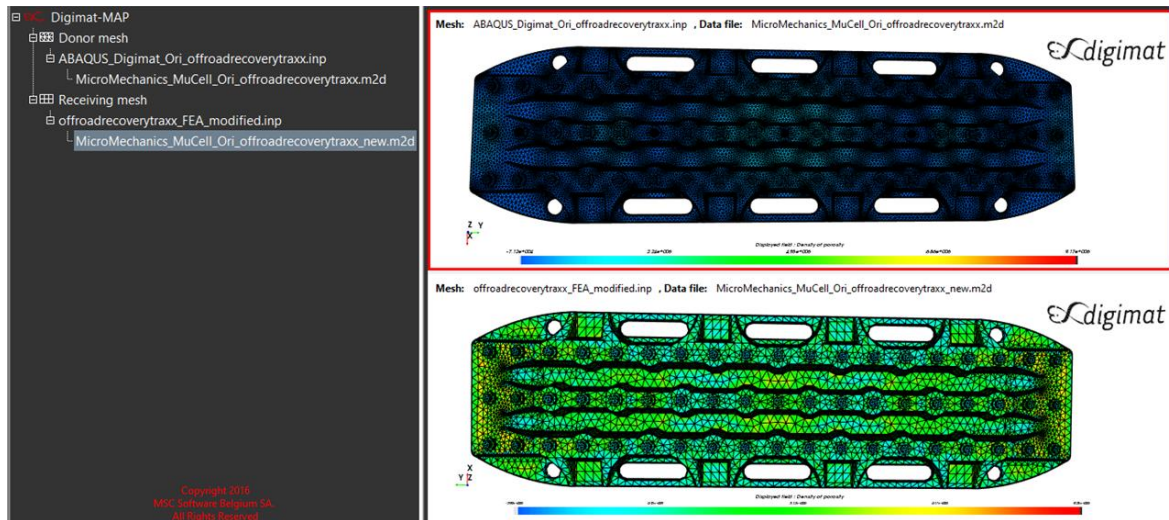 MSC Digimat-MAP
Donor mesh
ABAQUS_Digimat_Ori_offroadrecoverytraxx.inp
MicroMechanics_MuCell_Ori_offroadrecoverytraxx.m2d
Receiving mesh
offroadrecoverytraxx_FEA_modified.inp
MicroMechanics_MuCell_Ori_offroadrecoverytraxx_new.m2d
Copyright 2016
MSC Software Belgium SA.
All Rights Reserved
Mesh: ABAQUS_Digimat_Ori_offroadrecoverytraxx.inp , Data file: MicroMechanics_MuCell_Ori_offroadrecoverytraxx.m2d
digimat
Z
Y
X
Displayed field : Density of porosity
Mesh: offroadrecoverytraxx_FEA_modified.inp , Data file: MicroMechanics_MuCell_Ori_offroadrecoverytraxx_new.m2d
digimat
X
Y
Z
Displayed field : Density of porosity